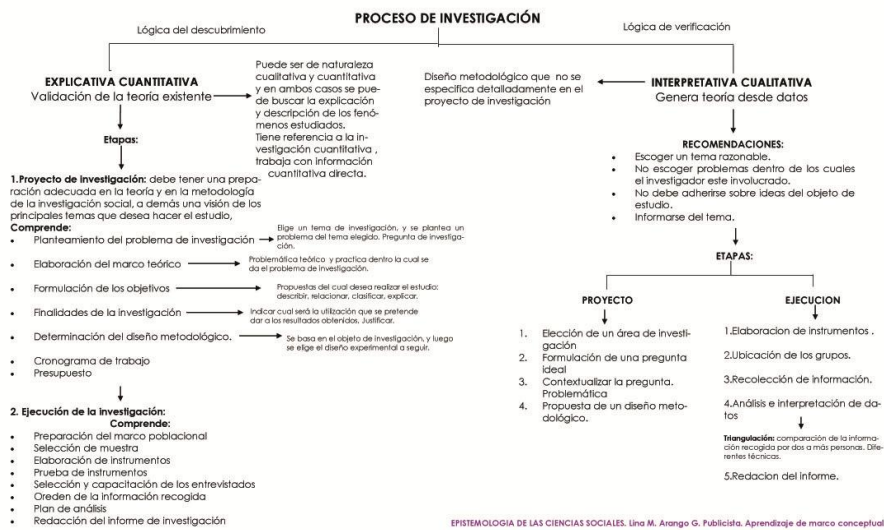 PROCESO DE INVESTIGACIÓN
Lógica del descubrimiento
Lógica de verificación
EXPLICATIVA CUANTITATIVA
Validación de la teoría existente
Puede ser de naturaleza
cualitativa y cuantitativa
y en ambos casos se pue-
de buscar la explicación
y descripción de los fenó-
menos estudiados.
Tiene referencia a la in-
vestigación cuantitativa ,
trabaja con información
cuantitativa directa.
Etapas:
1.Proyecto de investigación: debe tener una prepa-
ración adecuada en la teoría y en la metodología
de la investigación social, a demás una visión de los
principales temas que desea hacer el estudio,
Comprende:
• Planteamiento del problema de investigación
Elige un tema de investigación, y se plantea un
problema del tema elegido. Pregunta de investiga-
ción.
• Elaboración del marco teórico
Problemática teórico y practica dentro la cual se
da el problema de investigación.
• Formulación de los objetivos
Propuestas del cual desea realizar el estudio:
describir, relacionar, clasificar, explicar.
• Finalidades de la investigación
Indicar cual será la utilización que se pretende
dar a los resultados obtenidos. Justificar.
• Determinación del diseño metodológico.
Se basa en el objeto de investigación, y luego
se elige el diseño experimental a seguir.
• Cronograma de trabajo
• Presupuesto
2. Ejecución de la investigación:
Comprende:
• Preparación del marco poblacional
• Selección de muestra
• Elaboración de instrumentos
• Prueba de instrumentos
• Selección y capacitación de los entrevistados
• Oreden de la información recogida
• Plan de análisis
• Redacción del informe de investigación
Diseño metodológico que no se
especifica detalladamente en el
proyecto de investigación
INTERPRETATIVA CUALITATIVA
Genera teoría desde datos
RECOMENDACIONES:
• Escoger un tema razonable.
• No escoger problemas dentro de los cuales
el investigador este involucrado.
• No debe adherirse sobre ideas del objeto de
estudio.
• Informarse del tema.
ETAPAS:
PROYECTO
1. Elección de un área de investi-
gación
2. Formulación de una pregunta
ideal
3. Contextualizar la pregunta.
Problemática
4. Propuesta de un diseño meto-
dológico.
EJECUCION
1.Elaboracion de instrumentos .
2.Ubicación de los grupos.
3.Recolección de información.
4.Análisis e interpretación de da-
tos
Triangulación: comparación de la informa-
ción recogida por dos a más personas. Dife-
rentes técnicas.
5.Redacion del informe.
EPISTEMOLOGIA DE LAS CIENCIAS SOCIALES. Lina M. Arango G. Publicista. Aprendizaje de marco conceptual